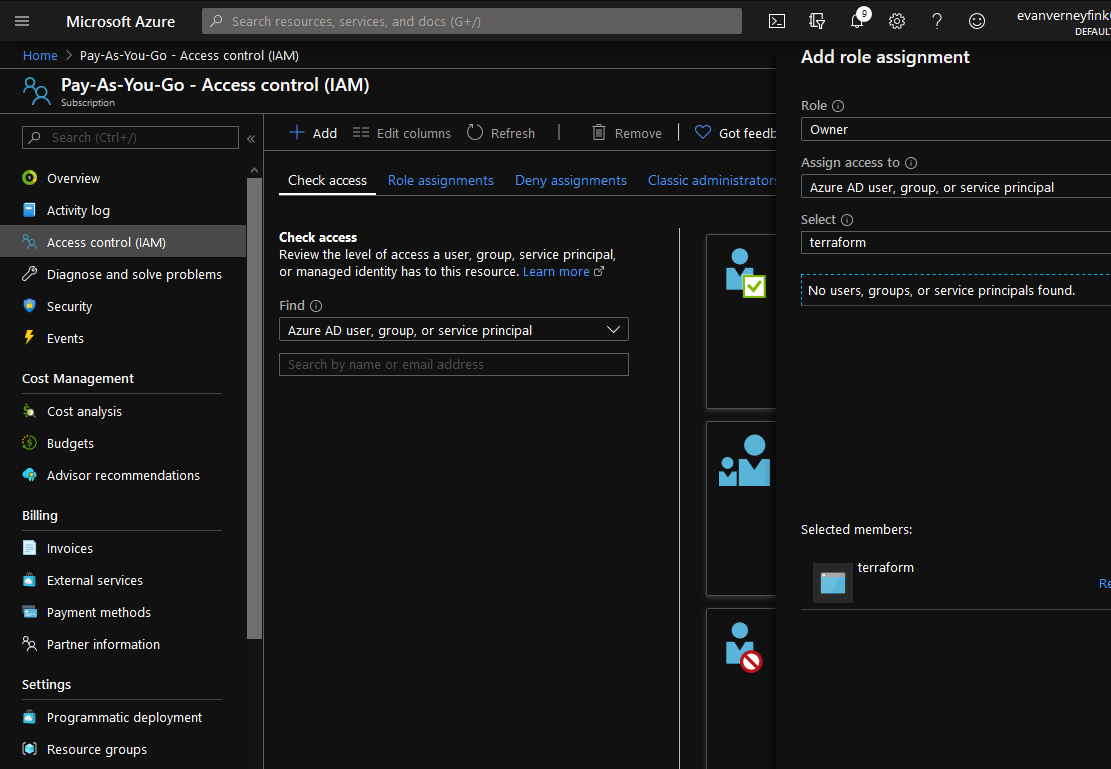 Microsoft Azure
Search resources, services, and docs (G+/)
9
evanverneyfink
DEFAULT
Home > Pay-As-You-Go - Access control (IAM)
Pay-As-You-Go - Access control (IAM)
Subscription
Search (Ctrl+/)
«
Overview
Activity log
Access control (IAM)
Diagnose and solve problems
Security
Events
Cost Management
Cost analysis
Budgets
Advisor recommendations
Billing
Invoices
External services
Payment methods
Partner information
Settings
Programmatic deployment
Resource groups
Add Edit columns Refresh Remove Got feedb
Check access Role assignments Deny assignments Classic administrators
Check access
Review the level of access a user, group, service principal,
or managed identity has to this resource. Learn more
Find
Azure AD user, group, or service principal
Search by name or email address
Add role assignment
Role
Owner
Assign access to
Azure AD user, group, or service principal
Select
terraform
No users, groups, or service principals found.
Selected members:
terraform
Re